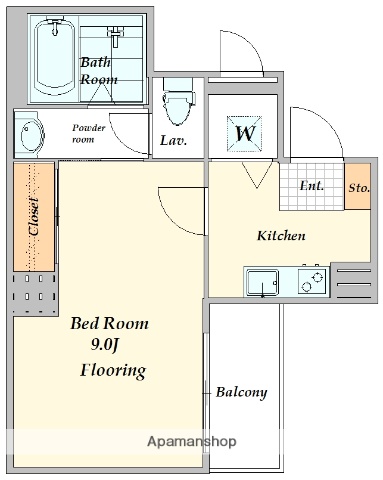 Bath
Room
Powder
room
Lav.
W
Ent.
Sto.
Closet
Kitchen
Bed Room
9.0J
Flooring
Balcony
Apamanshop